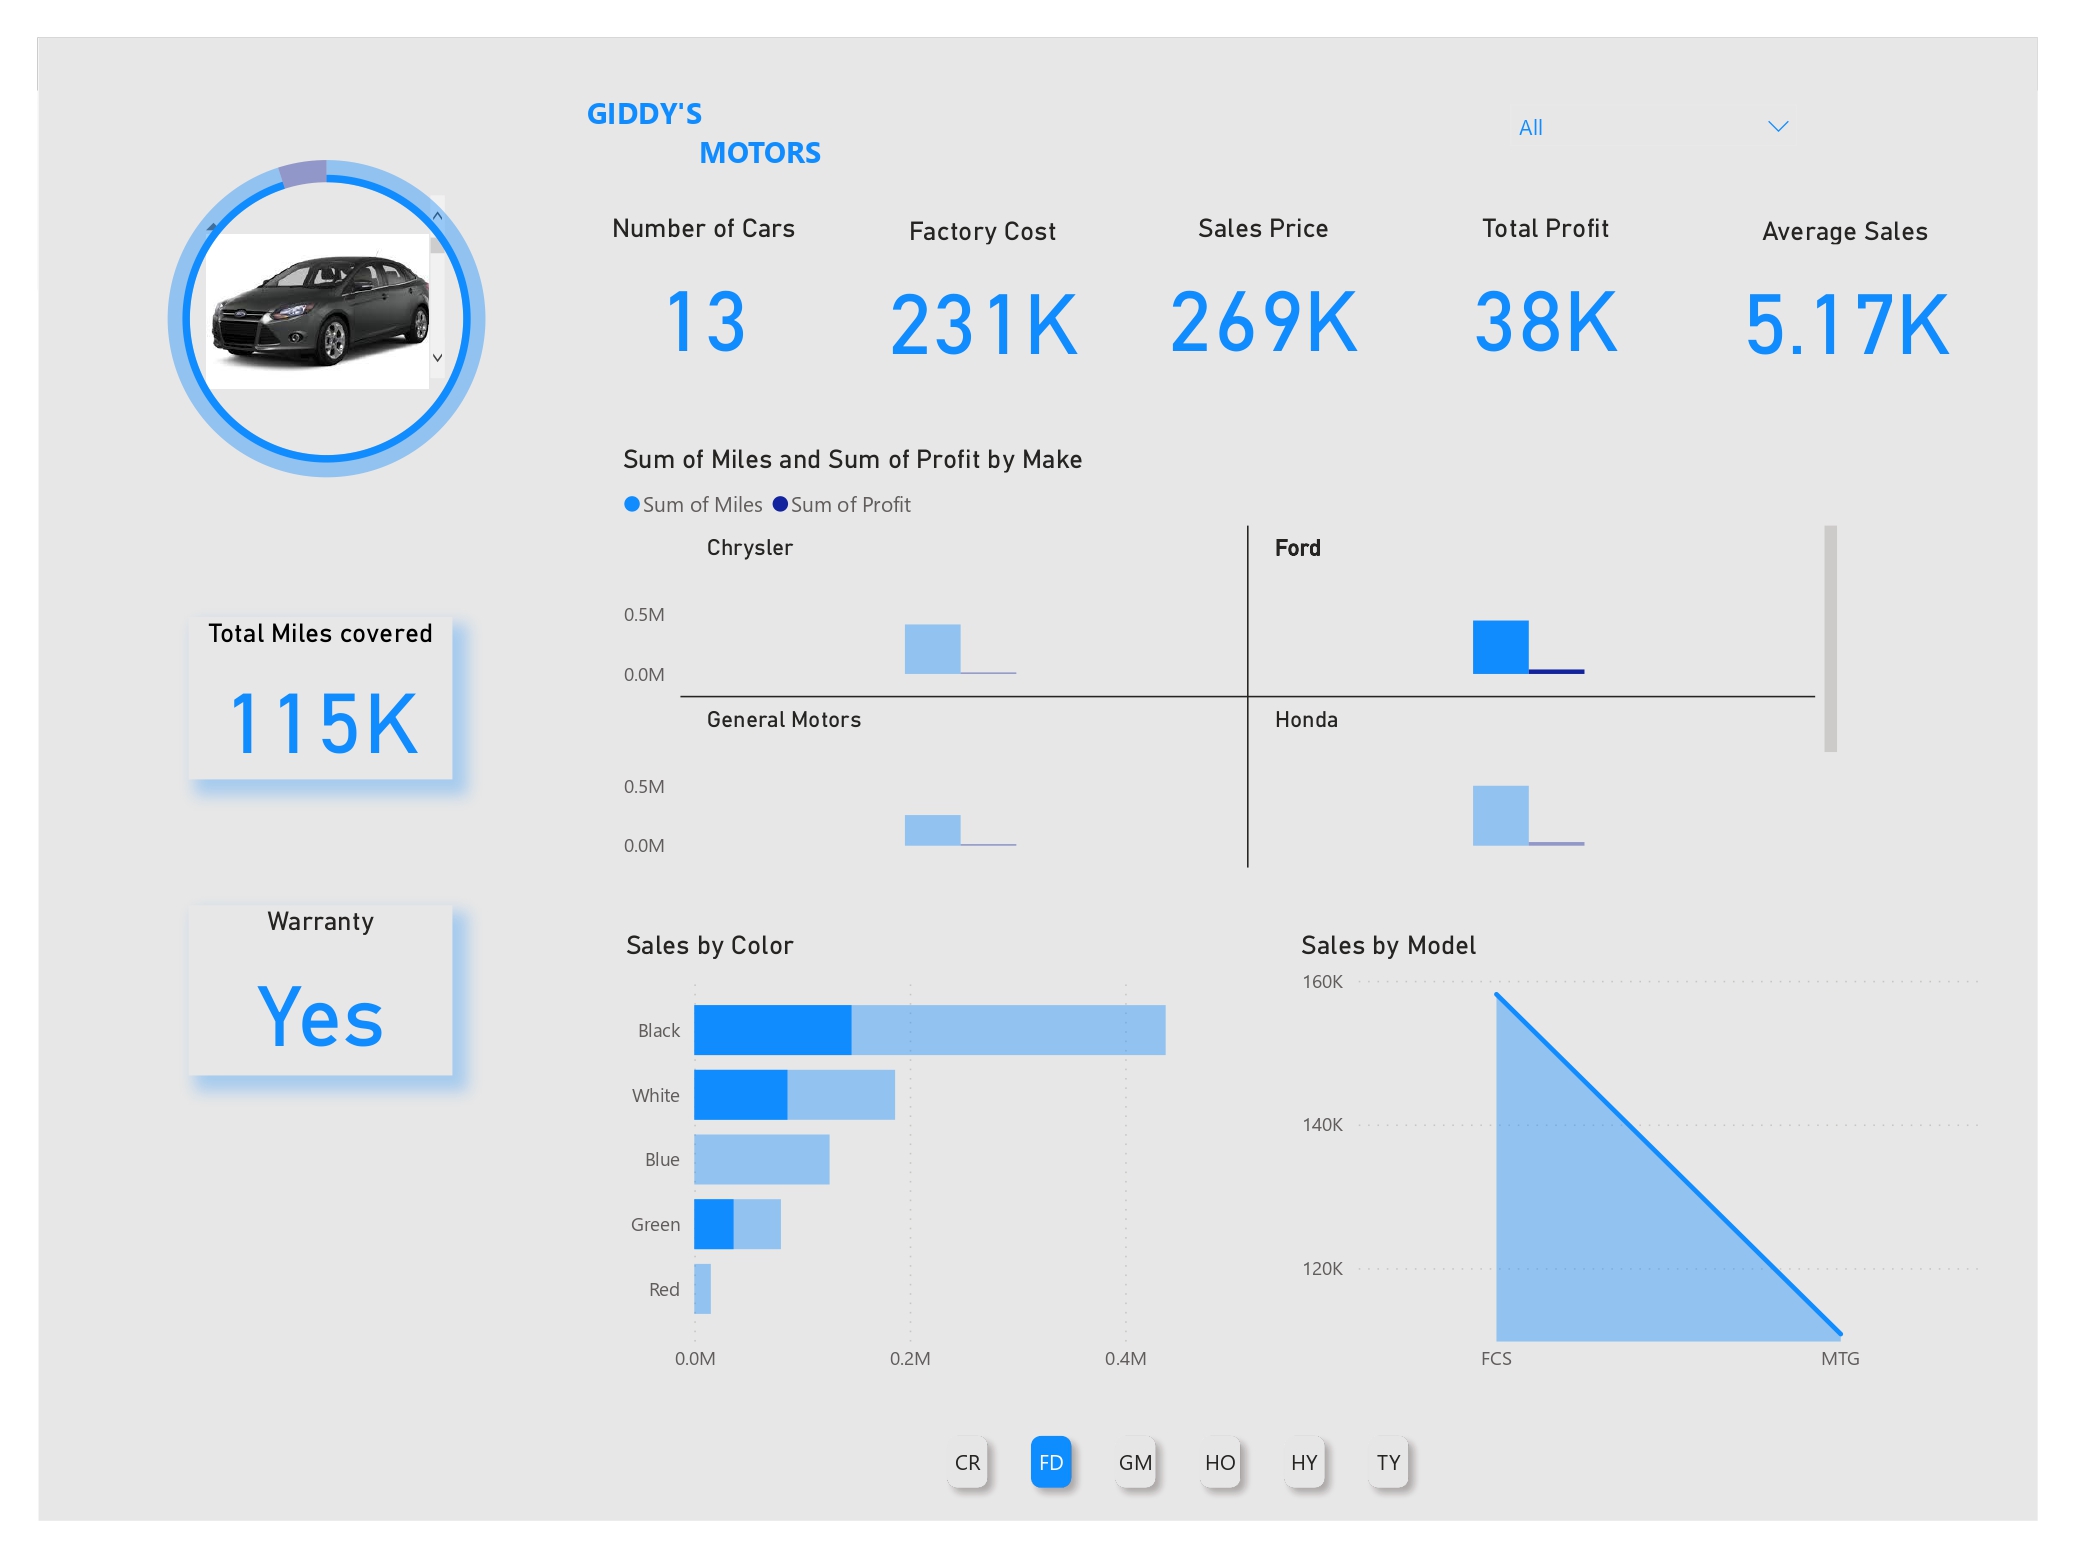 GIDDY'S
MOTORS
All
Number of Cars
13
Factory Cost
231K
Sales Price
269K
Total Profit
38K
Average Sales
5.17K
Sum of Miles and Sum of Profit by Make
Sum of Miles Sum of Profit
Chrysler
Ford
0.5M
0.0M
General Motors
Honda
0.5M
0.0M
Total Miles covered
115K
Warranty
Yes
Sales by Color
Black
White
Blue
Green
Red
0.0M 0.2M 0.4M
Sales by Model
160K
140K
120K
FCS MTG
CR FD GM HO HY TY